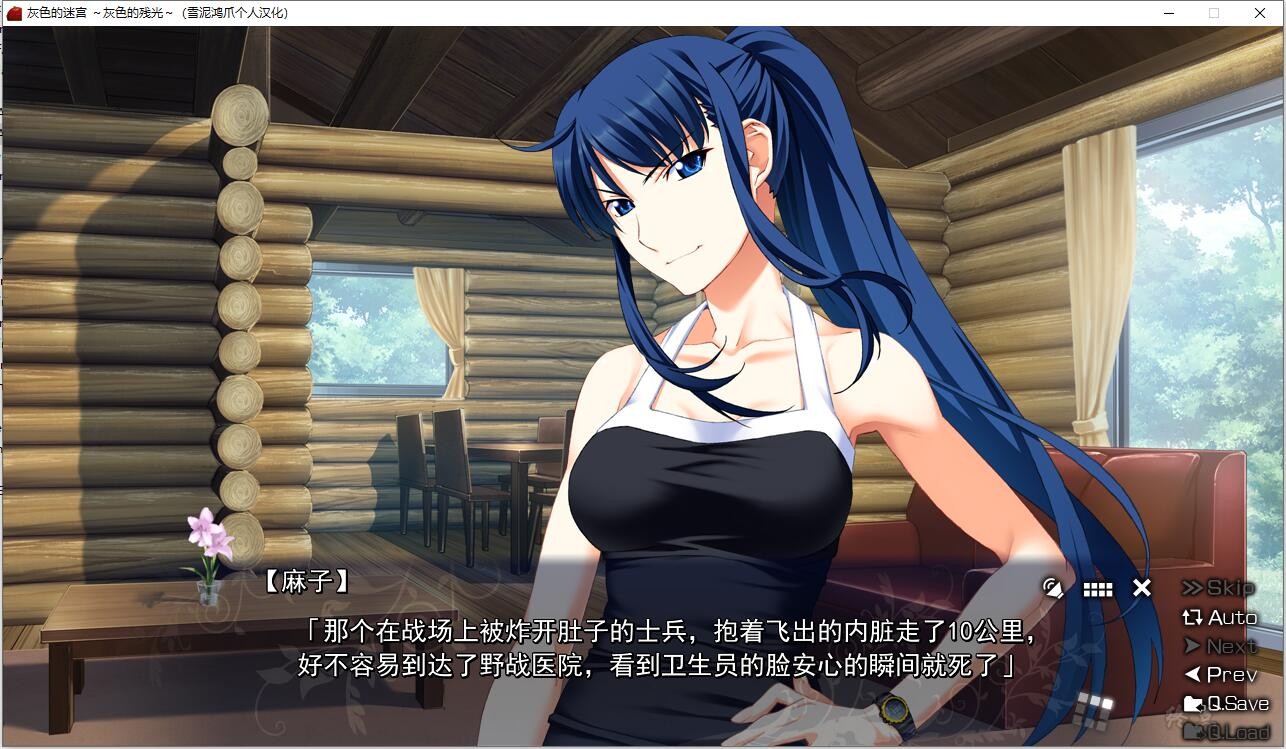 灰色的迷宫 ~灰色的残光~ (雪泥鸿爪个人汉化)
【麻子】
「那个在战场上被炸开肚子的士兵，抱着飞出的内脏走了10公里，
好不容易到达了野战医院，看到卫生员的脸安心的瞬间就死了」
Skip
Auto
Next
Prev
Q.Save
Q.Load